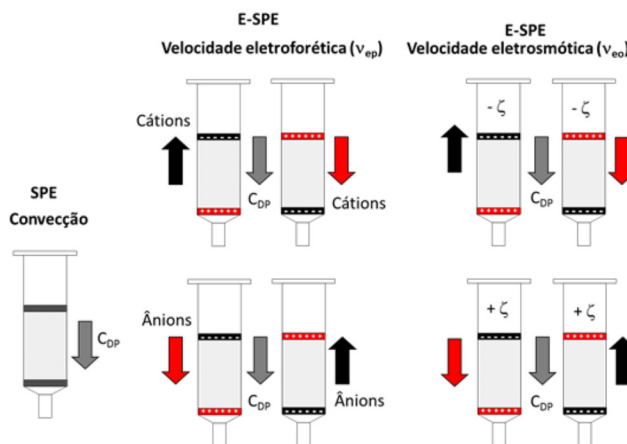 E-SPE
Velocidade eletroforética (νep)
E-SPE
Velocidade eletrosmótica (νeo)
Cátions
CDP
Cátions
- ζ
- ζ
CDP
SPE
Convecção
CDP
Ânions
CDP
Ânions
+ ζ
+ ζ
CDP